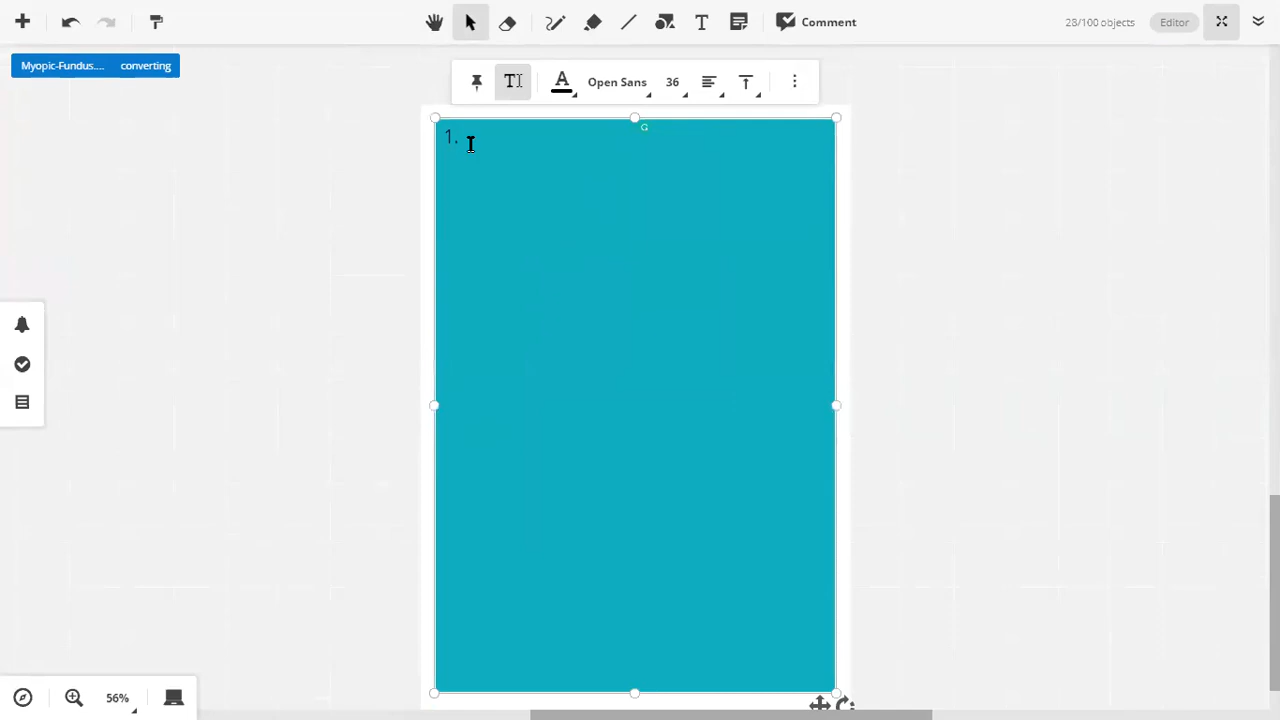 Comment
28/100 objects
Editor
Myopic-Fundus.... converting
T A Open Sans 36
1.
56%